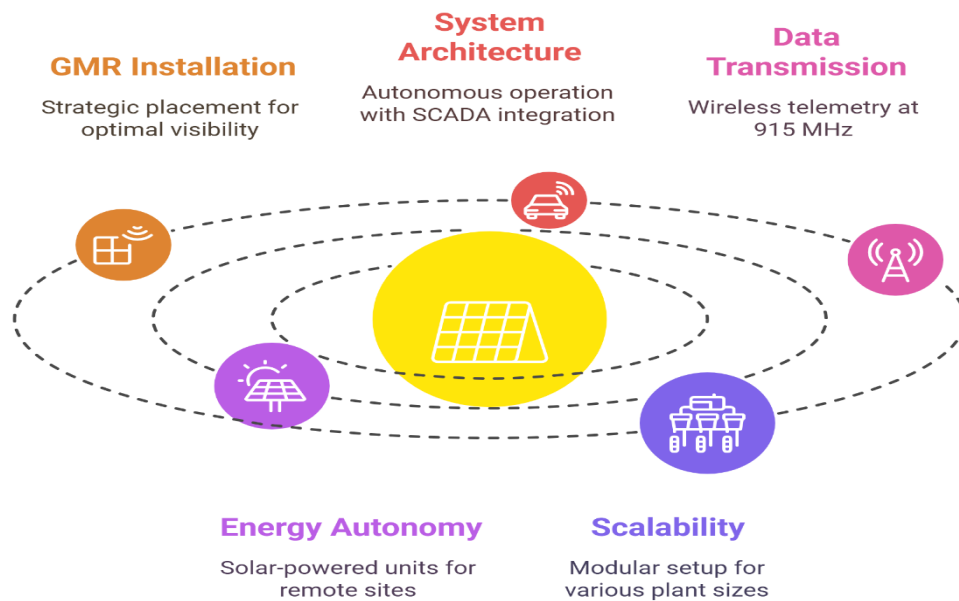 GMR Installation
Strategic placement for
optimal visibility
System
Architecture
Autonomous operation
with SCADA integration
Data
Transmission
Wireless telemetry at
915 MHz
Energy Autonomy
Solar-powered units for
remote sites
Scalability
Modular setup for
various plant sizes